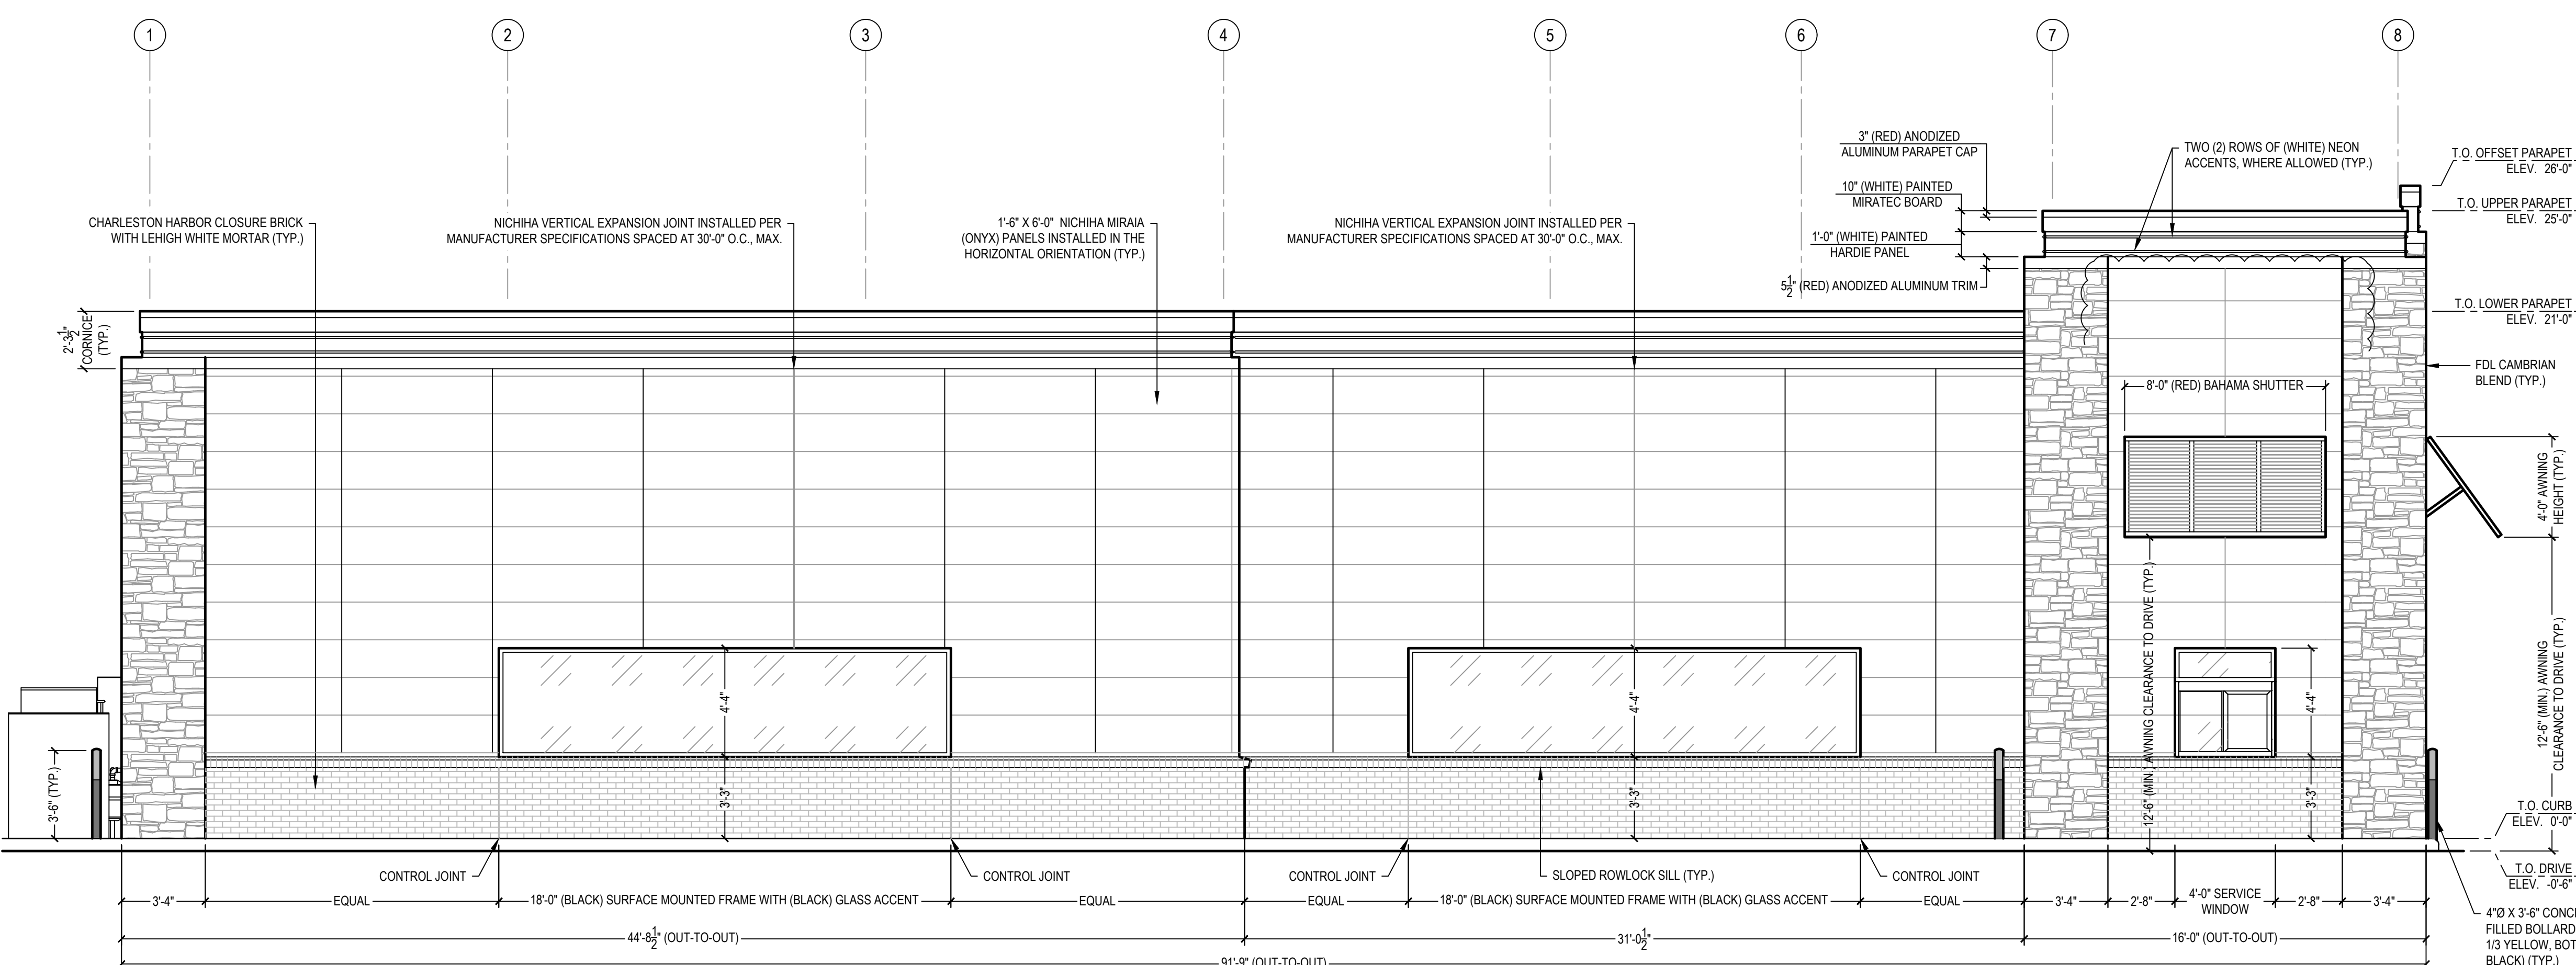 1
2
3
4
5
6
7
8
3" (RED) ANODIZED
ALUMINUM PARAPET CAP
10" (WHITE) PAINTED
MIRATEC BOARD
1'-0" (WHITE) PAINTED
HARDIE PANEL
5 1/2" (RED) ANODIZED ALUMINUM TRIM
TWO (2) ROWS OF (WHITE) NEON
ACCENTS, WHERE ALLOWED (TYP.)
T.O. OFFSET PARAPET
ELEV. 26'-0"
T.O. UPPER PARAPET
ELEV. 25'-0"
T.O. LOWER PARAPET
ELEV. 21'-0"
CHARLESTON HARBOR CLOSURE BRICK
WITH LEHIGH WHITE MORTAR (TYP.)
NICHIHA VERTICAL EXPANSION JOINT INSTALLED PER
MANUFACTURER SPECIFICATIONS SPACED AT 30'-0" O.C., MAX.
1'-6" X 6'-0" NICHIHA MIRAIA
(ONYX) PANELS INSTALLED IN THE
HORIZONTAL ORIENTATION (TYP.)
NICHIHA VERTICAL EXPANSION JOINT INSTALLED PER
MANUFACTURER SPECIFICATIONS SPACED AT 30'-0" O.C., MAX.
2'-3 1/2"
CORNICE
(TYP.)
FDL CAMBRIAN
BLEND (TYP.)
8'-0" (RED) BAHAMA SHUTTER
4'-0" AWNING
HEIGHT (TYP.)
12'-6" (MIN.) AWNING CLEARANCE TO DRIVE (TYP.)
12'-6" (MIN.) AWNING
CLEARANCE TO DRIVE (TYP.)
4'-4"
4'-4"
4'-4"
3'-6" (TYP.)
3'-3"
3'-3"
3'-3"
T.O. CURB
ELEV. 0'-0"
T.O. DRIVE
ELEV. -0'-6"
CONTROL JOINT
CONTROL JOINT
CONTROL JOINT
SLOPED ROWLOCK SILL (TYP.)
CONTROL JOINT
3'-4"
EQUAL
18'-0" (BLACK) SURFACE MOUNTED FRAME WITH (BLACK) GLASS ACCENT
EQUAL
EQUAL
18'-0" (BLACK) SURFACE MOUNTED FRAME WITH (BLACK) GLASS ACCENT
EQUAL
3'-4"
2'-8"
4'-0" SERVICE
WINDOW
2'-8"
3'-4"
4"Ø X 3'-6" CONC
FILLED BOLLARD
1/3 YELLOW, BOT
BLACK) (TYP.)
44'-8 1/2" (OUT-TO-OUT)
31'-0 1/2"
16'-0" (OUT-TO-OUT)
91'-9" (OUT-TO-OUT)